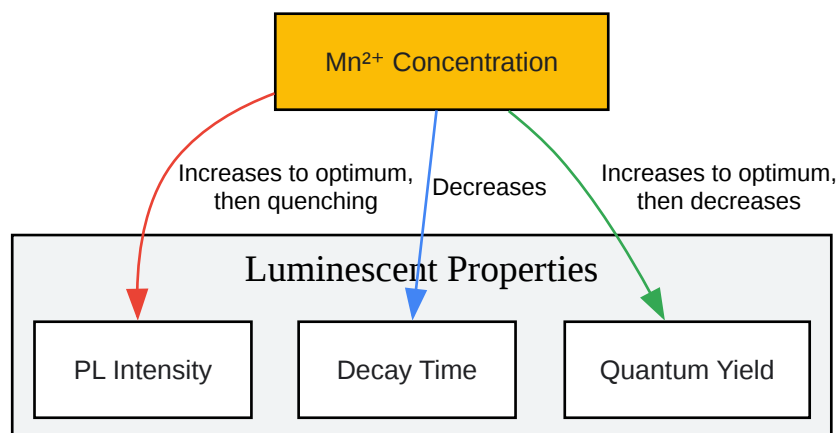 Mn²⁺ Concentration
Increases to optimum,
then quenching
Decreases
Increases to optimum,
then decreases
Luminescent Properties
PL Intensity
Decay Time
Quantum Yield